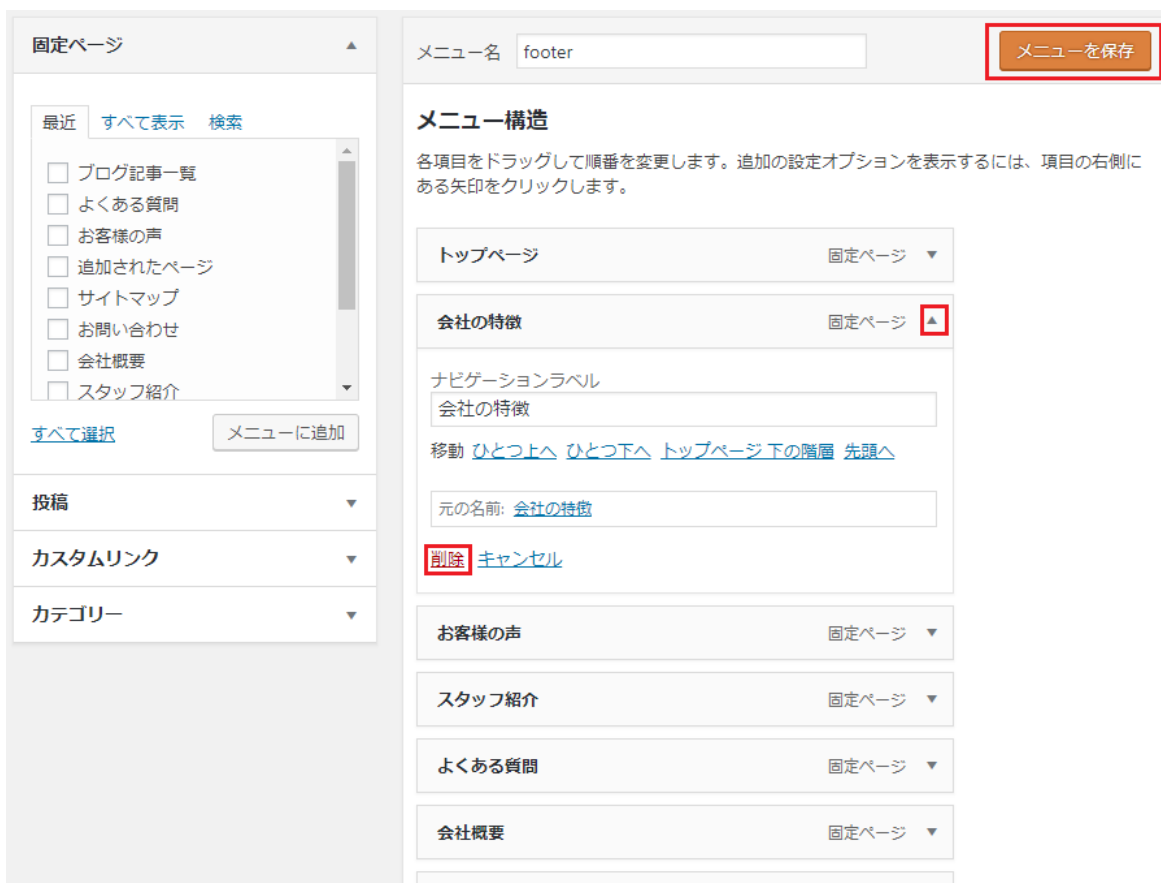 固定ページ
最近 すべて表示 検索
ブログ記事一覧
よくある質問
お客様の声
追加されたページ
サイトマップ
お問い合わせ
会社概要
スタッフ紹介
すべて選択 メニューに追加
投稿
カスタムリンク
カテゴリー
メニュー名 footer メニューを保存
メニュー構造
各項目をドラッグして順番を変更します。追加の設定オプションを表示するには、項目の右側に
ある矢印をクリックします。
トップページ 固定ページ
会社の特徴 固定ページ
ナビゲーションラベル
会社の特徴
移動 ひとつ上へ ひとつ下へ トップページ 下の階層 先頭へ
元の名前: 会社の特徴
削除 キャンセル
お客様の声 固定ページ
スタッフ紹介 固定ページ
よくある質問 固定ページ
会社概要 固定ページ